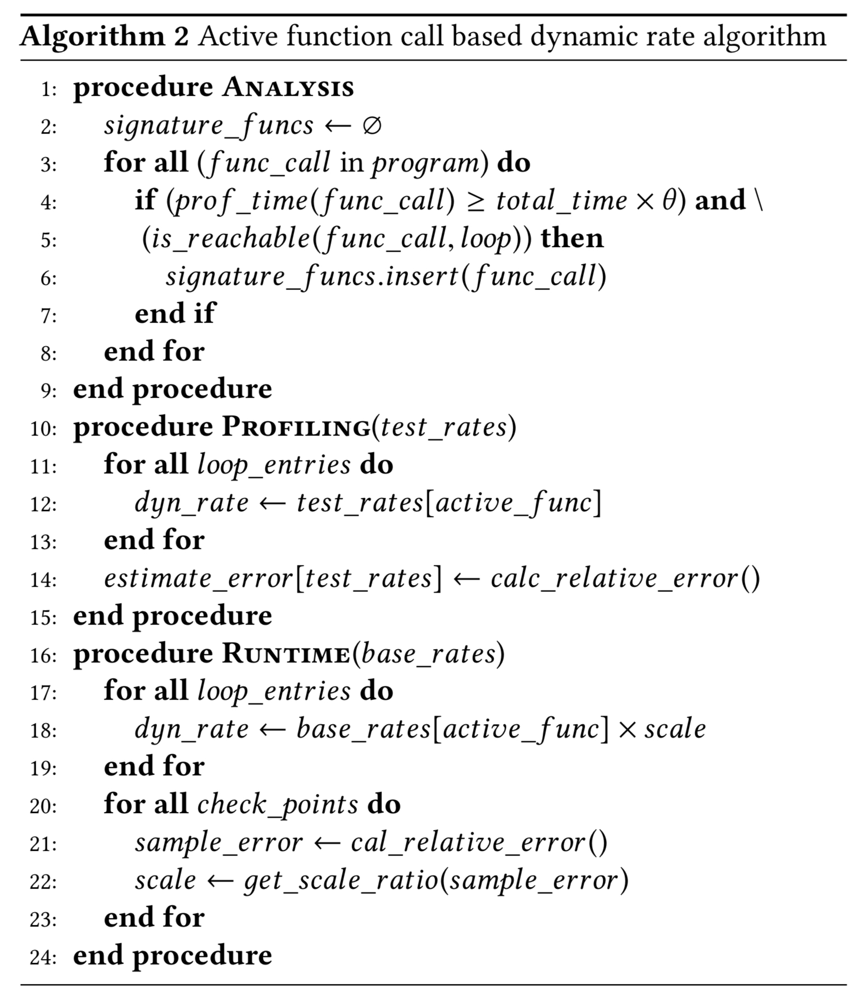 Algorithm 2 Active function call based dynamic rate algorithm
1: procedure ANALYSIS
2: signature_funcs ← ∅
3: for all (func_call in program) do
4: if (prof_time(func_call) ≥ total_time × θ) and \
5: (is_reachable(func_call, loop)) then
6: signature_funcs.insert(func_call)
7: end if
8: end for
9: end procedure
10: procedure PROFILING(test_rates)
11: for all loop_entries do
12: dyn_rate ← test_rates[active_func]
13: end for
14: estimate_error[test_rates] ← calc_relative_error()
15: end procedure
16: procedure RUNTIME(base_rates)
17: for all loop_entries do
18: dyn_rate ← base_rates[active_func] × scale
19: end for
20: for all check_points do
21: sample_error ← cal_relative_error()
22: scale ← get_scale_ratio(sample_error)
23: end for
24: end procedure